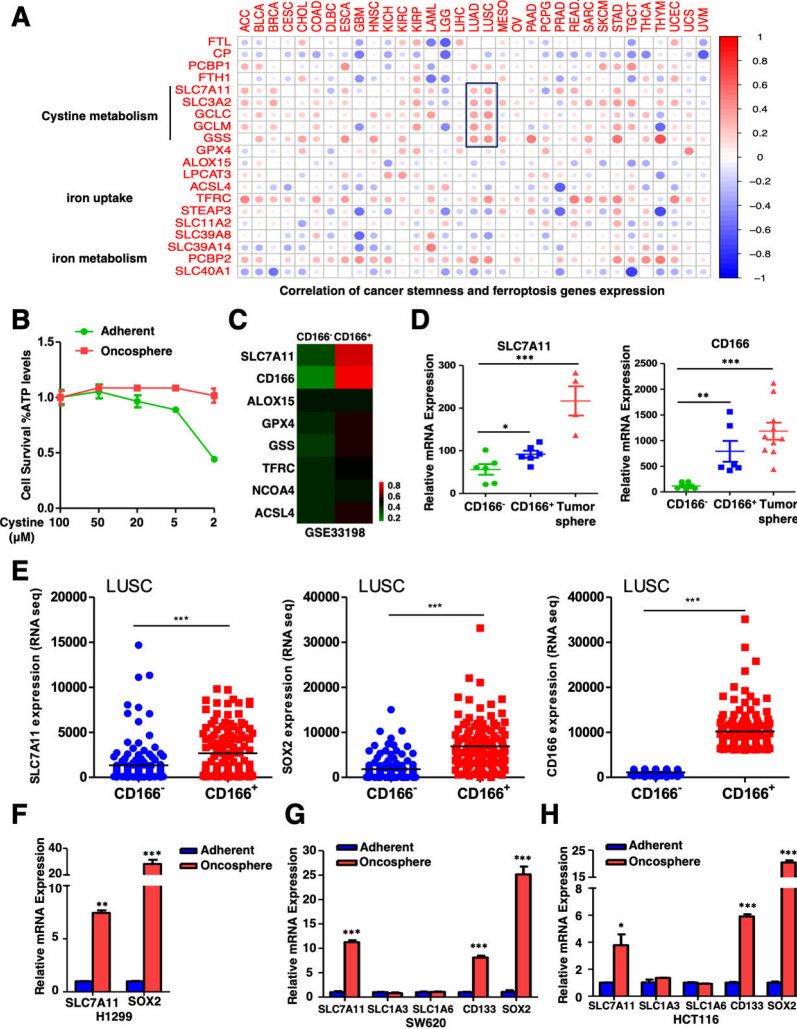 A
ACC BLCA BRCA CESC CHOL COAD DLBC ESCA GBM HNSC KICH KIRC KIRP LAML LGG LIHC LUAD LUSC MESO OV PAAD PCPG PRAD READ SARC SKCM STAD TGCT THCA THYM UCEC UCS UVM
FTL
CP
PCBP1
FTH1
SLC7A11
SLC3A2
GCLC
GCLM
GSS
GPX4
ALOX15
LPCAT3
ACSL4
TFRC
STEAP3
SLC11A2
SLC39A8
SLC39A14
PCBP2
SLC40A1
Cystine metabolism
iron uptake
iron metabolism
1
0.8
0.6
0.4
0.2
0
−0.2
−0.4
−0.6
−0.8
−1
Correlation of cancer stemness and ferroptosis genes expression
B
Adherent
Oncosphere
Cell Survival %ATP levels
1.5
1.0
0.5
0.0
Cystine 100 50 20 5 2
(μM)
C
CD166- CD166+
SLC7A11
CD166
ALOX15
GPX4
GSS
TFRC
NCOA4
ACSL4
0.8
0.6
0.4
0.2
GSE33198
D
SLC7A11
Relative mRNA Expression
300
200
100
0
***
*
CD166- CD166+ Tumor
sphere
CD166
Relative mRNA Expression
2500
2000
1500
1000
500
0
***
**
CD166- CD166+ Tumor
sphere
E
LUSC
SLC7A11 expression (RNA seq)
20000
15000
10000
5000
0
***
CD166- CD166+
LUSC
SOX2 expression (RNA seq)
40000
30000
20000
10000
0
***
CD166- CD166+
LUSC
CD166 expression (RNA seq)
40000
30000
20000
10000
0
***
CD166- CD166+
F
Adherent
Oncosphere
Relative mRNA Expression
40
30
20
10
5
0
**
***
SLC7A11 SOX2
H1299
G
Adherent
Oncosphere
Relative mRNA Expression
30
25
20
15
10
5
0
***
***
***
SLC7A11 SLC1A3 SLC1A6 CD133 SOX2
SW620
H
Adherent
Oncosphere
Relative mRNA Expression
25
15
8
6
4
2
0
*
***
***
SLC7A11 SLC1A3 SLC1A6 CD133 SOX2
HCT116